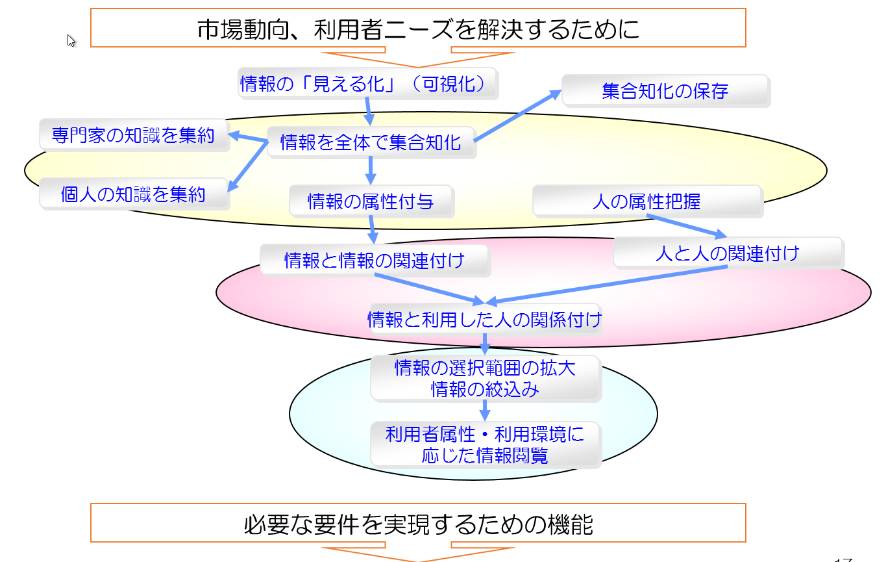 市場動向、利用者ニーズを解決するために
情報の「見える化」（可視化）
集合知化の保存
専門家の知識を集約
情報を全体で集合知化
個人の知識を集約
情報の属性付与
人の属性把握
情報と情報の関連付け
人と人の関連付け
情報と利用した人の関係付け
情報の選択範囲の拡大
情報の絞込み
利用者属性・利用環境に
応じた情報閲覧
必要な要件を実現するための機能